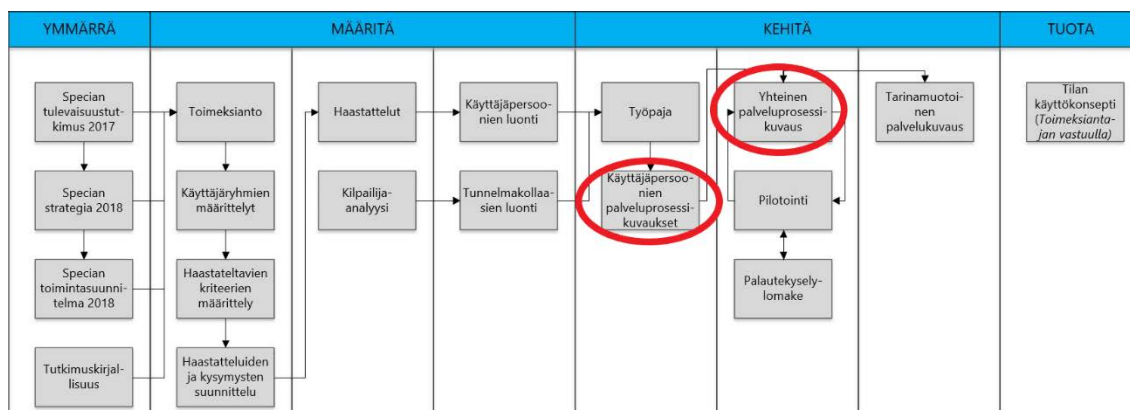 YMMÄRRÄ
MÄÄRITÄ
KEHITÄ
TUOTA
Specian
tulevaisuustut-
kimus 2017
Specian
strategia 2018
Specian
toimintasuunni-
telma 2018
Tutkimuskirjal-
lisuus
Toimeksianto
Käyttäjäryhmien
määrittelyt
Haastateltavien
kriteerien
määrittely
Haastatteluiden
ja kysymysten
suunnittelu
Haastattelut
Kilpailija-
analyysi
Käyttäjäpersoo-
nien luonti
Tunnelmakollaa-
sien luonti
Työpaja
Käyttäjäpersoo-
nien
palveluprosessi-
kuvaukset
Yhteinen
palveluprosessi-
kuvaus
Pilotointi
Palautekysely-
lomake
Tarinamuotoi-
nen
palvelukuvaus
Tilan
käyttökonsepti
(Toimeksianta-
jan vastuulla)